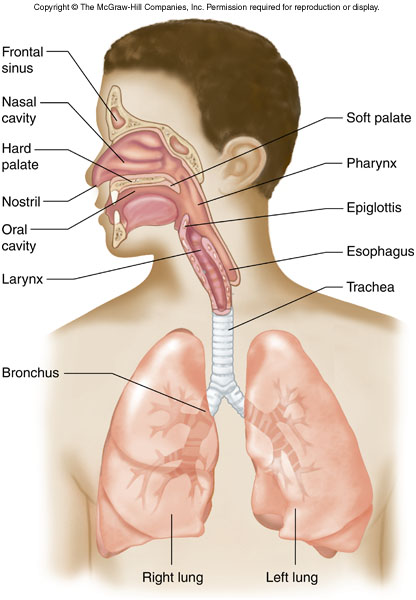 Copyright © The McGraw-Hill Companies, Inc. Permission required for reproduction or display.
Frontal
sinus
Nasal
cavity
Hard
palate
Nostril
Oral
cavity
Larynx
Bronchus
Soft palate
Pharynx
Epiglottis
Esophagus
Trachea
Right lung
Left lung